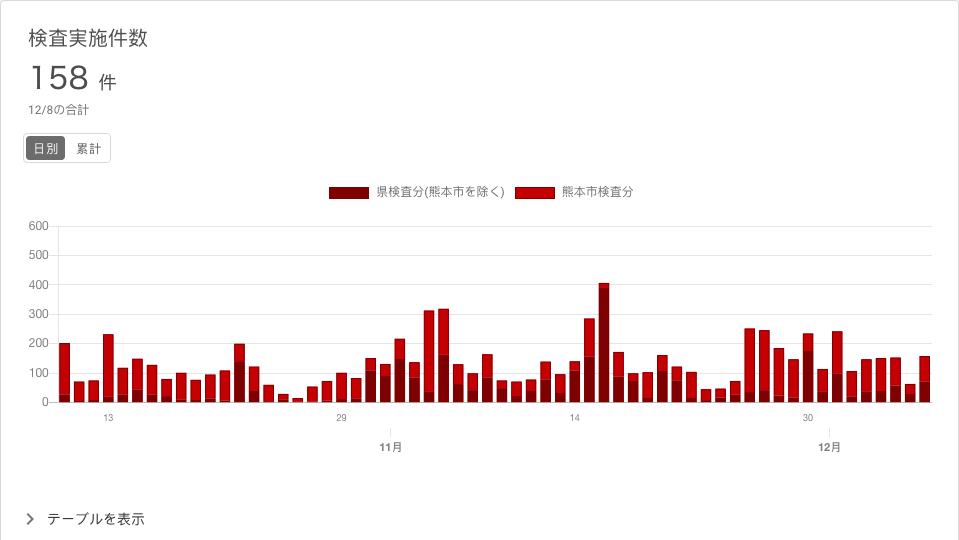 検査実施件数
158 件
12/8の合計
日別 累計
県検査分(熊本市を除く) 熊本市検査分
600
500
400
300
200
100
0
13 29 14 30
11月 12月
テーブルを表示